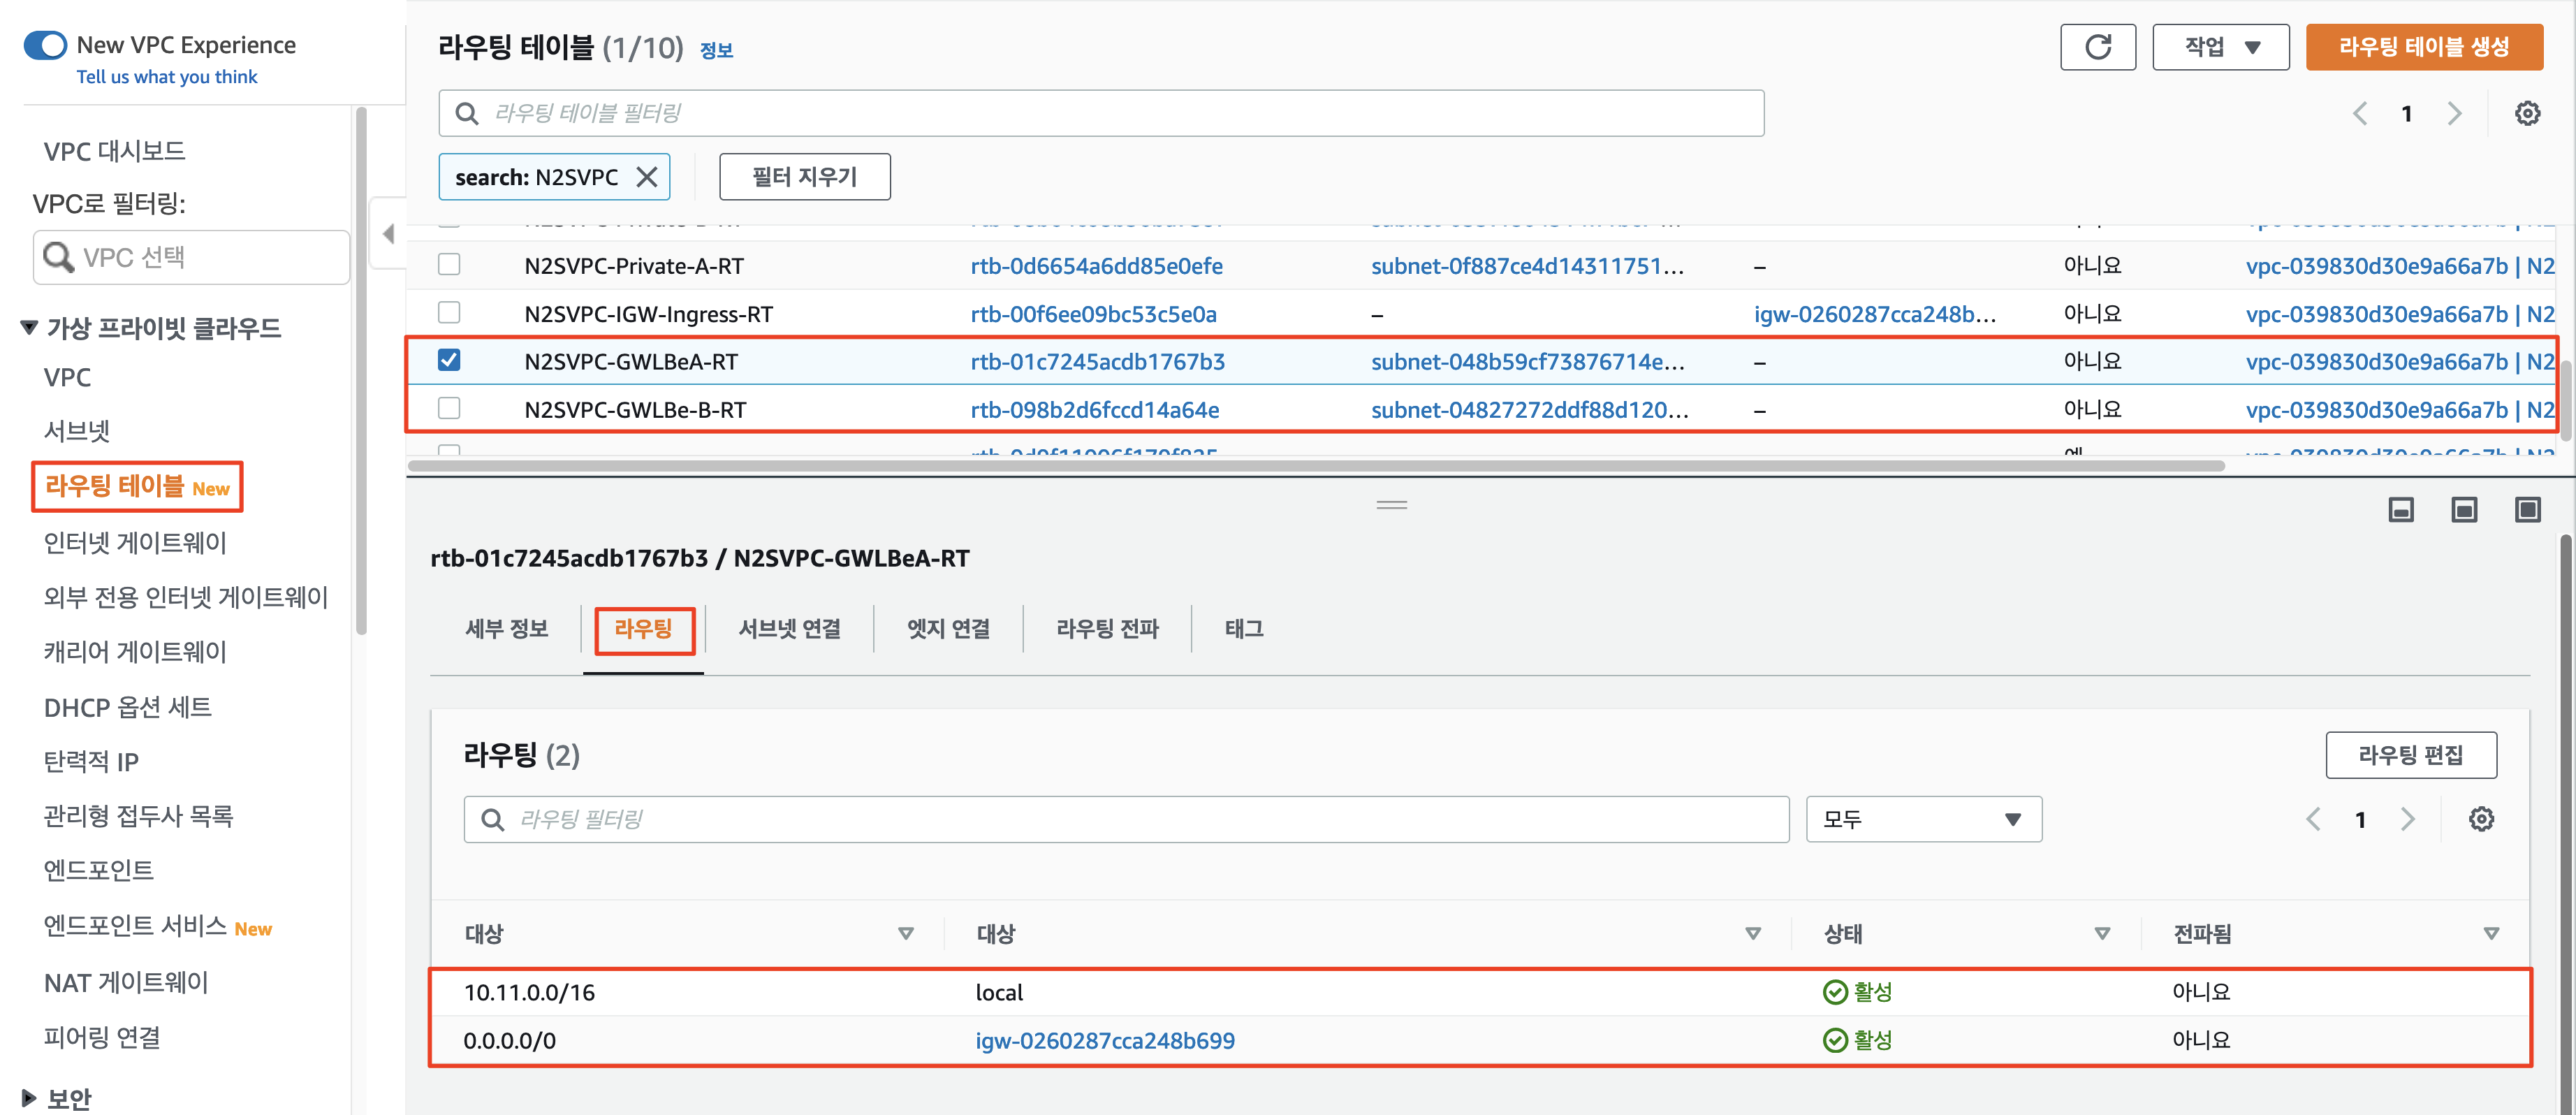 New VPC Experience
Tell us what you think
VPC 대시보드
VPC로 필터링:
VPC 선택
가상 프라이빗 클라우드
VPC
서브넷
라우팅 테이블 New
인터넷 게이트웨이
외부 전용 인터넷 게이트웨이
캐리어 게이트웨이
DHCP 옵션 세트
탄력적 IP
관리형 접두사 목록
엔드포인트
엔드포인트 서비스 New
NAT 게이트웨이
피어링 연결
보안
라우팅 테이블 (1/10) 정보
작업
라우팅 테이블 생성
라우팅 테이블 필터링
1
search: N2SVPC
필터 지우기
N2SVPC-Private-A-RT rtb-0d6654a6dd85e0efe subnet-0f887ce4d14311751... – 아니요 vpc-039830d30e9a66a7b | N2
N2SVPC-IGW-Ingress-RT rtb-00f6ee09bc53c5e0a – igw-0260287cca248b... 아니요 vpc-039830d30e9a66a7b | N2
N2SVPC-GWLBeA-RT rtb-01c7245acdb1767b3 subnet-048b59cf73876714e... – 아니요 vpc-039830d30e9a66a7b | N2
N2SVPC-GWLBe-B-RT rtb-098b2d6fccd14a64e subnet-04827272ddf88d120... – 아니요 vpc-039830d30e9a66a7b | N2
rtb-01c7245acdb1767b3 / N2SVPC-GWLBeA-RT
세부 정보 라우팅 서브넷 연결 엣지 연결 라우팅 전파 태그
라우팅 (2)
라우팅 편집
라우팅 필터링
모두
1
대상 대상 상태 전파됨
10.11.0.0/16 local 활성 아니요
0.0.0.0/0 igw-0260287cca248b699 활성 아니요